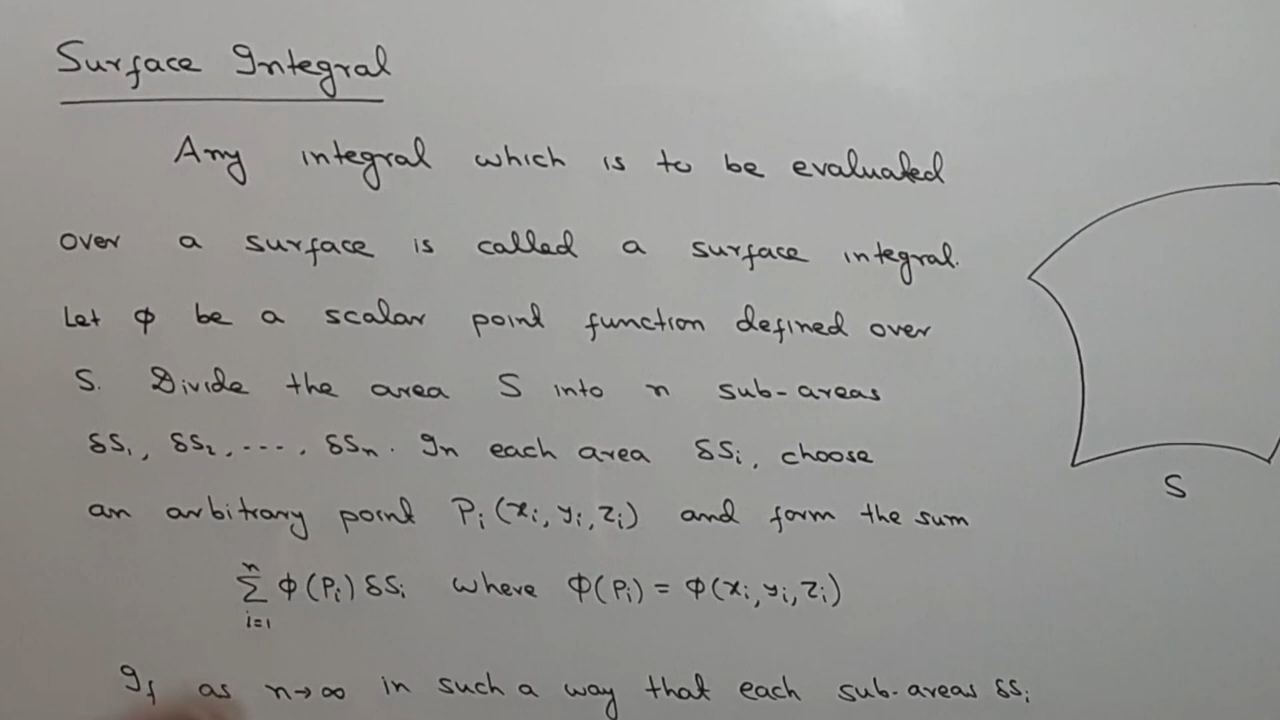 Surface Integral
Any integral which is to be evaluated
over a surface is called a surface integral.
Let ϕ be a scalar point function defined over
S. Divide the area S into n sub-areas
δS₁, δS₂, ----, δSₙ. In each area δSᵢ, choose
an arbitrary point Pᵢ(xᵢ, yᵢ, zᵢ) and form the sum
∑ᵢ₌₁ⁿ ϕ(Pᵢ) δSᵢ where ϕ(Pᵢ) = ϕ(xᵢ, yᵢ, zᵢ)
If as n→∞ in such a way that each sub-areas δSᵢ
S